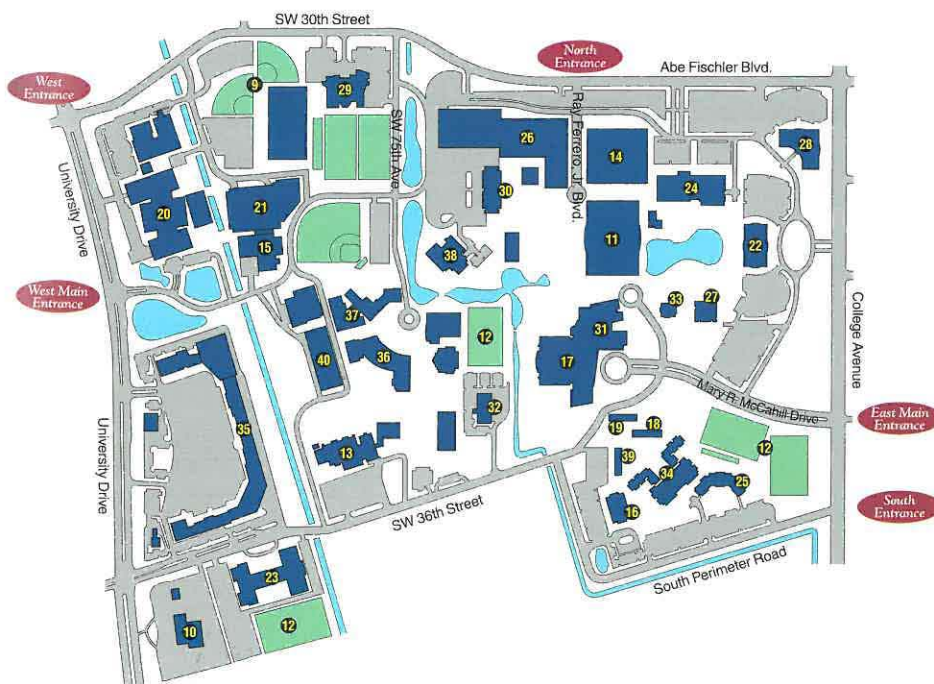 SW 30th Street
North
Entrance
Abe Fischler Blvd.
West
Entrance
9
29
SW 75th Ave
Ray Ferrero, Jr. Blvd.
26
14
28
University Drive
30
24
20
21
15
11
22
38
West Main
Entrance
33
27
College Avenue
37
12
31
40
36
17
Mary R. McCahill Drive
32
East Main
Entrance
University Drive
35
19
18
12
13
39
34
25
SW 36th Street
16
South
Entrance
South Perimeter Road
23
10
12